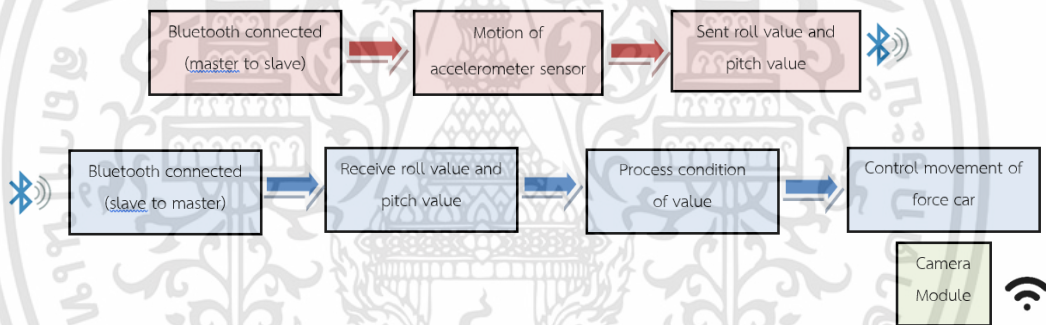 Bluetooth connected
(master to slave)
Motion of
accelerometer sensor
Sent roll value and
pitch value
Bluetooth connected
(slave to master)
Receive roll value and
pitch value
Process condition
of value
Control movement of
force car
Camera
Module